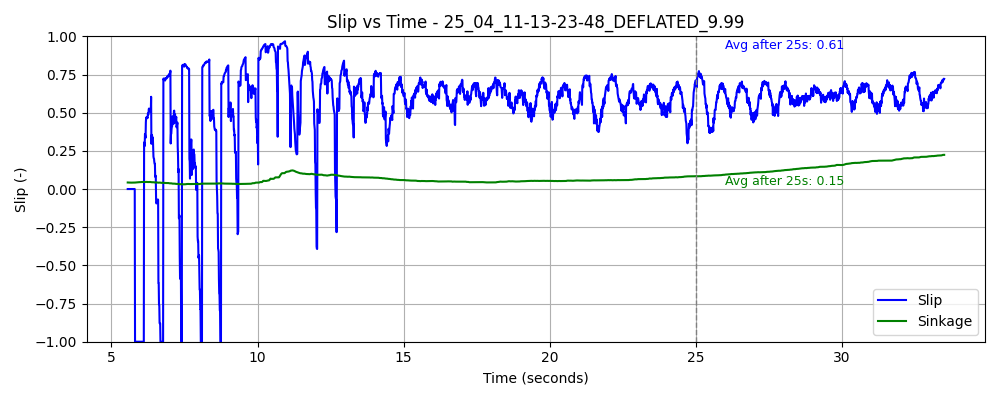 Slip vs Time - 25_04_11-13-23-48_DEFLATED_9.99
Avg after 25s: 0.61
Avg after 25s: 0.15
Slip (-)
1.00
0.75
0.50
0.25
0.00
−0.25
−0.50
−0.75
−1.00
Slip
Sinkage
5 10 15 20 25 30
Time (seconds)